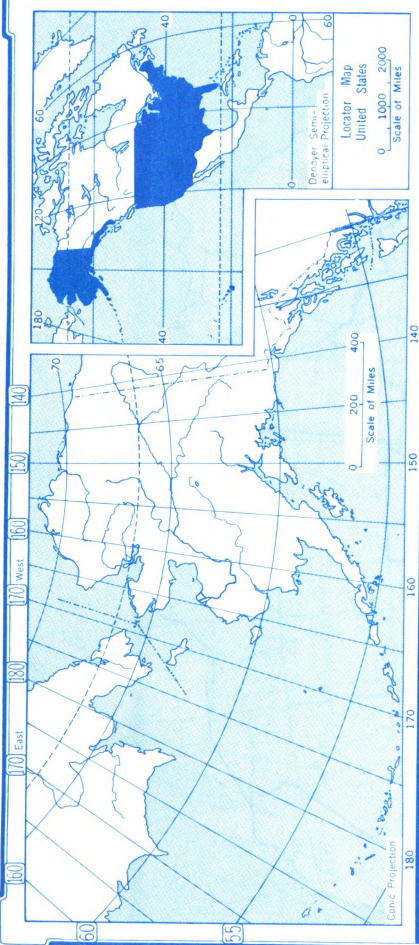 160
170
East
180
170
West
160
150
140
70
65
60
55
180
170
160
150
140
0 200 400
Scale of Miles
Conic Projection
180
120
60
40
40
0
0
60
Denoyer Semi-
elliptical Projection
Locator Map
United States
0 1000 2000
Scale of Miles